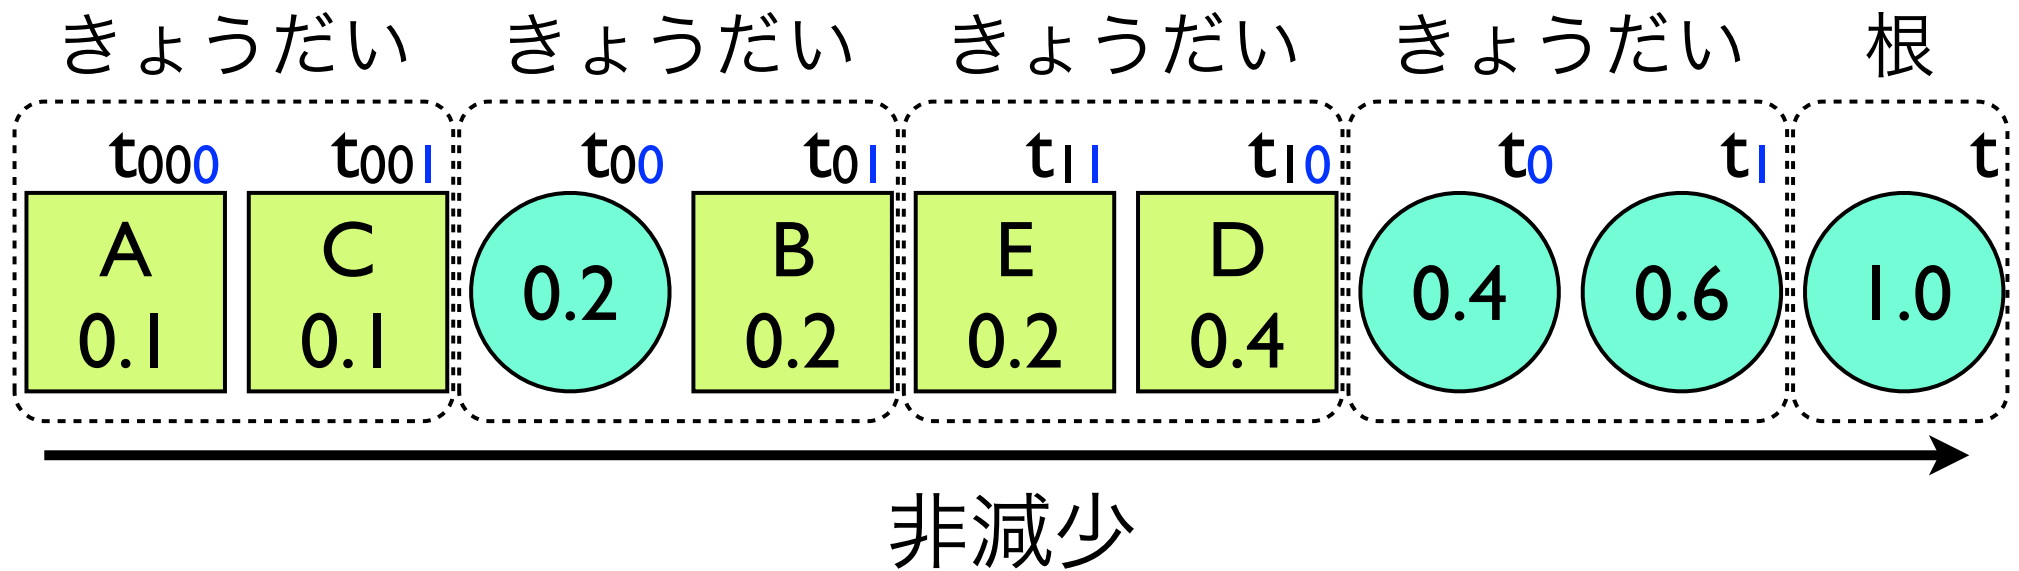 きょうだい きょうだい きょうだい きょうだい 根
t000 t001 t00 t01 t11 t10 t0 t1 t
A C B E D
0.1 0.1 0.2 0.2 0.2 0.4 0.4 0.6 1.0
非減少